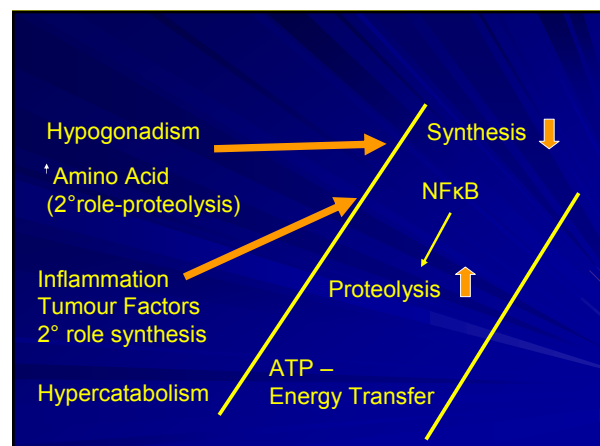 Hypogonadism
Amino Acid
(2°role-proteolysis)
Inflammation
Tumour Factors
2° role synthesis
Hypercatabolism
Synthesis
NFκB
Proteolysis
ATP –
Energy Transfer